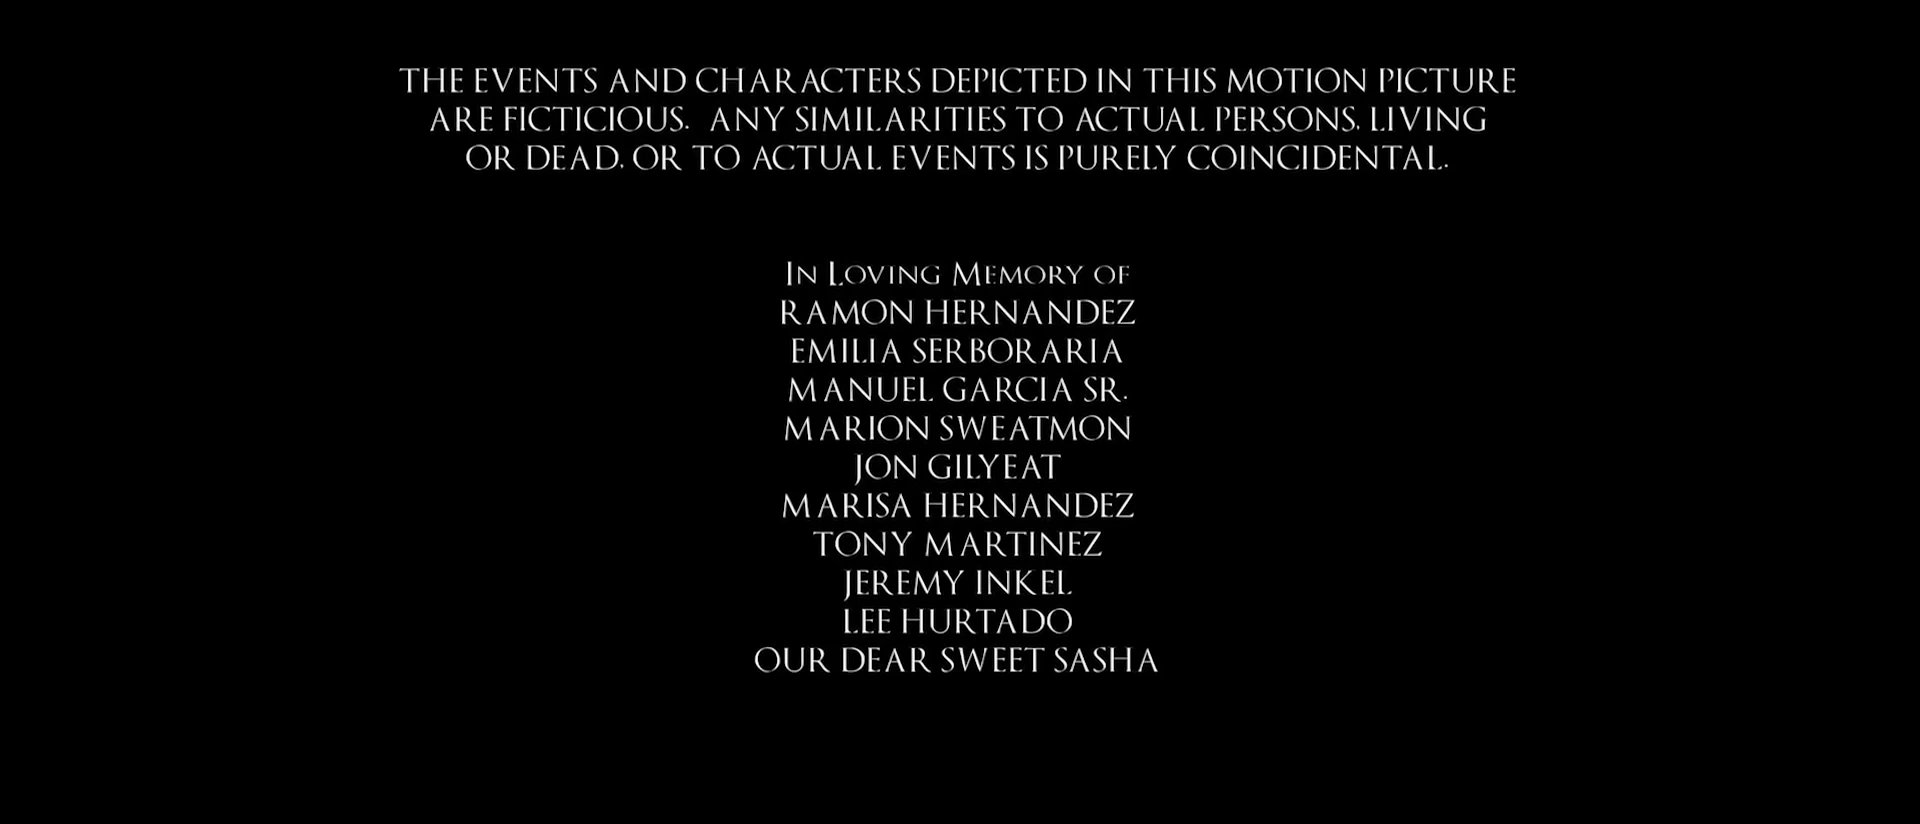 THE EVENTS AND CHARACTERS DEPICTED IN THIS MOTION PICTURE
ARE FICTICIOUS. ANY SIMILARITIES TO ACTUAL PERSONS, LIVING
OR DEAD, OR TO ACTUAL EVENTS IS PURELY COINCIDENTAL.
IN LOVING MEMORY OF
RAMON HERNANDEZ
EMILIA SERBORARIA
MANUEL GARCIA SR.
MARION SWEATMON
JON GILYEAT
MARISA HERNANDEZ
TONY MARTINEZ
JEREMY INKEL
LEE HURTADO
OUR DEAR SWEET SASHA